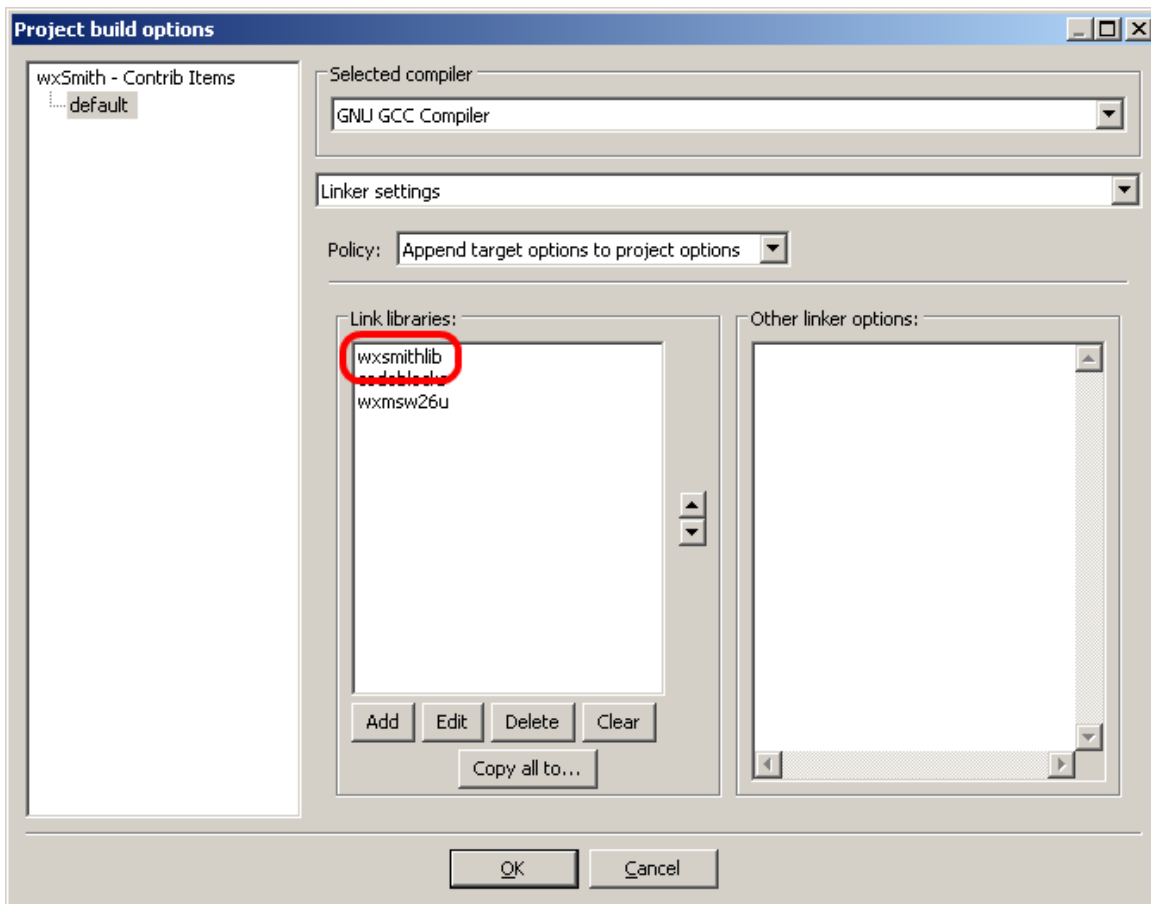 Project build options
wxSmith - Contrib Items
default
Selected compiler
GNU GCC Compiler
Linker settings
Policy:
Append target options to project options
Link libraries:
wxsmithlib
codeblocks
wxmsw26u
Add
Edit
Delete
Clear
Copy all to...
Other linker options:
OK
Cancel